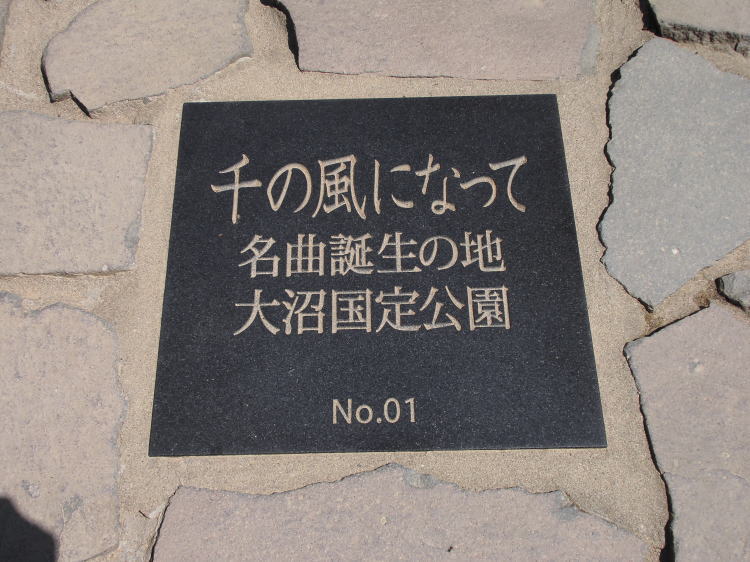 千の風になって
名曲誕生の地
大沼国定公園
No.01